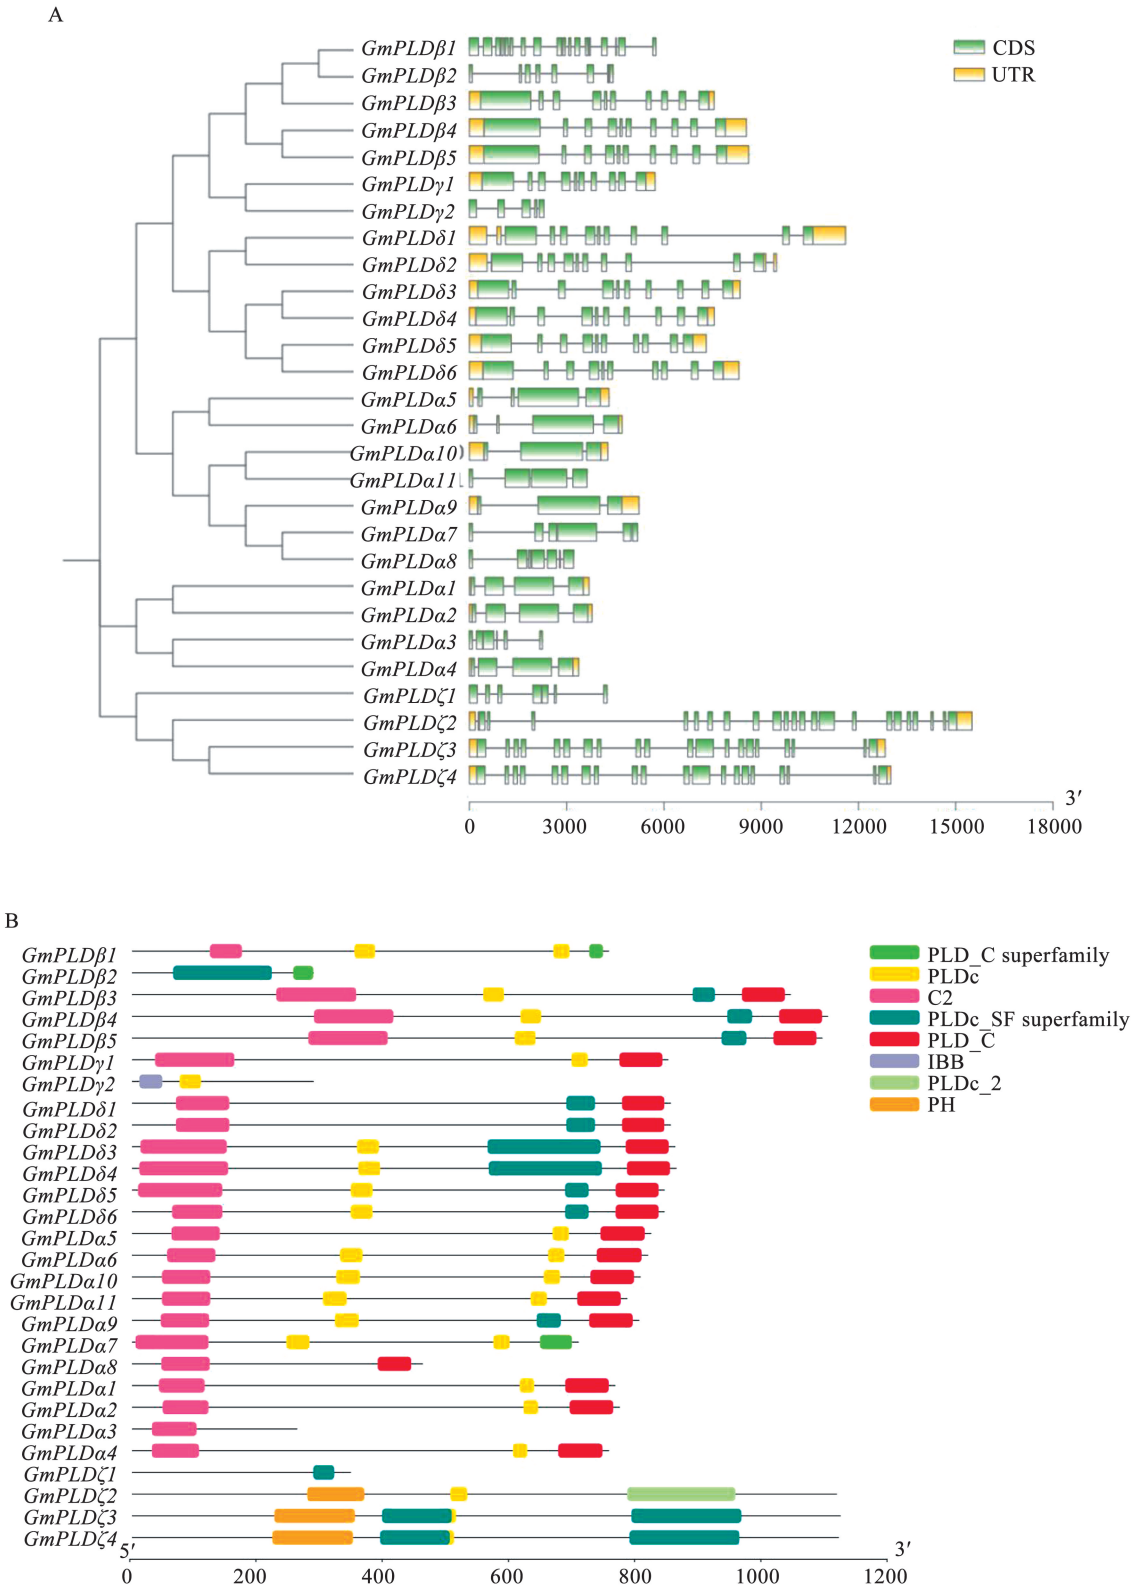 A
GmPLDβ1
GmPLDβ2
GmPLDβ3
GmPLDβ4
GmPLDβ5
GmPLDγ1
GmPLDγ2
GmPLDδ1
GmPLDδ2
GmPLDδ3
GmPLDδ4
GmPLDδ5
GmPLDδ6
GmPLDα5
GmPLDα6
GmPLDα10
GmPLDα11
GmPLDα9
GmPLDα7
GmPLDα8
GmPLDα1
GmPLDα2
GmPLDα3
GmPLDα4
GmPLDζ1
GmPLDζ2
GmPLDζ3
GmPLDζ4
CDS
UTR
3′
0 3000 6000 9000 12000 15000 18000
B
GmPLDβ1
GmPLDβ2
GmPLDβ3
GmPLDβ4
GmPLDβ5
GmPLDγ1
GmPLDγ2
GmPLDδ1
GmPLDδ2
GmPLDδ3
GmPLDδ4
GmPLDδ5
GmPLDδ6
GmPLDα5
GmPLDα6
GmPLDα10
GmPLDα11
GmPLDα9
GmPLDα7
GmPLDα8
GmPLDα1
GmPLDα2
GmPLDα3
GmPLDα4
GmPLDζ1
GmPLDζ2
GmPLDζ3
GmPLDζ4
PLD_C superfamily
PLDc
C2
PLDc_SF superfamily
PLD_C
IBB
PLDc_2
PH
5′ 3′
0 200 400 600 800 1000 1200